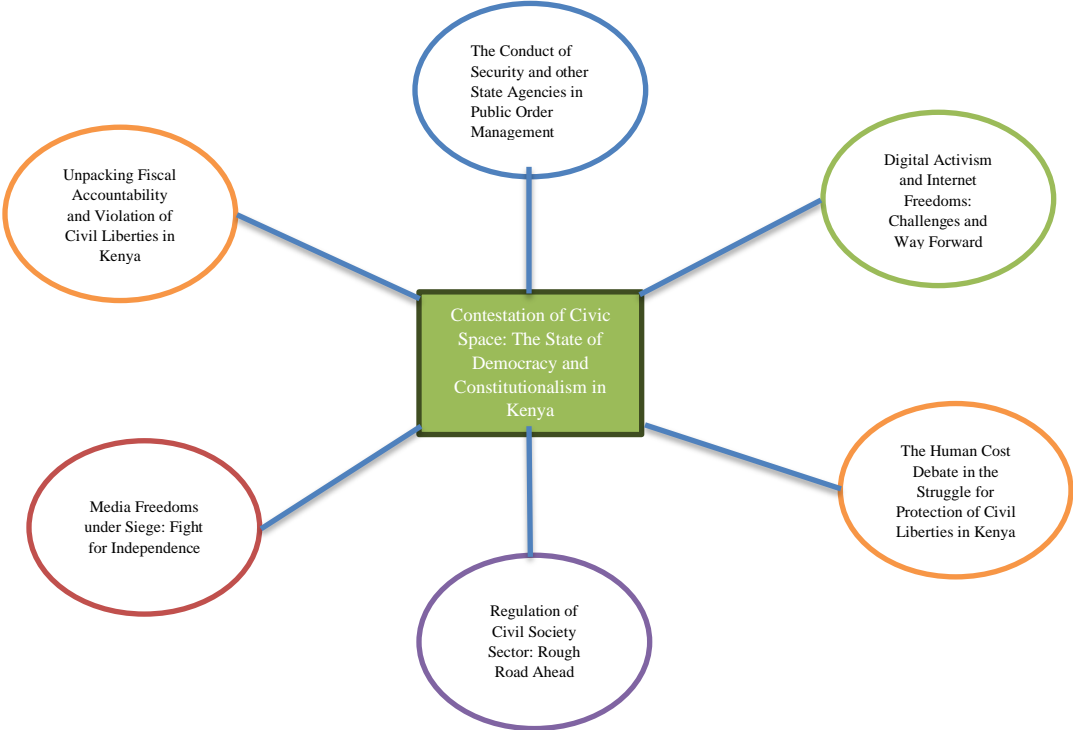 The Conduct of
Security and other
State Agencies in
Public Order
Management
Unpacking Fiscal
Accountability
and Violation of
Civil Liberties in
Kenya
Digital Activism
and Internet
Freedoms:
Challenges and
Way Forward
Contestation of Civic
Space: The State of
Democracy and
Constitutionalism in
Kenya
Media Freedoms
under Siege: Fight
for Independence
The Human Cost
Debate in the
Struggle for
Protection of Civil
Liberties in Kenya
Regulation of
Civil Society
Sector: Rough
Road Ahead